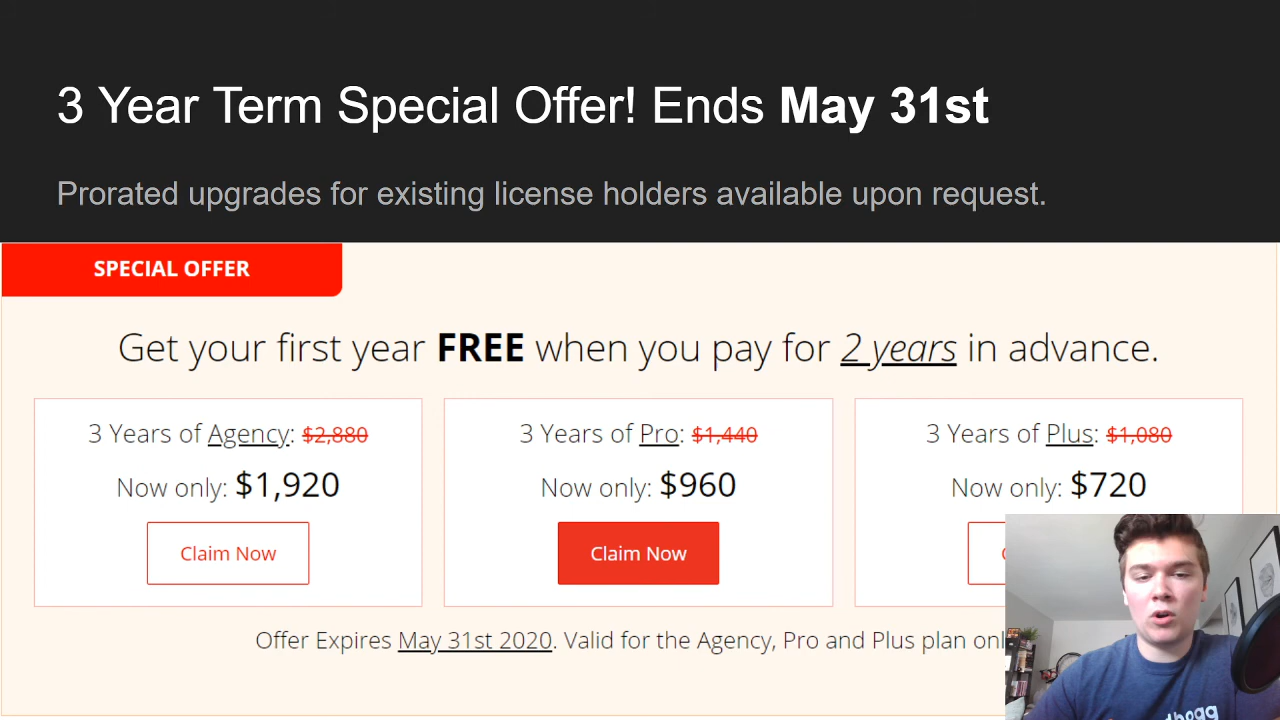 3 Year Term Special Offer! Ends May 31st
Prorated upgrades for existing license holders available upon request.
SPECIAL OFFER
Get your first year FREE when you pay for 2 years in advance.
3 Years of Agency: $2,880
Now only: $1,920
Claim Now
3 Years of Pro: $1,440
Now only: $960
Claim Now
3 Years of Plus: $1,080
Now only: $720
Offer Expires May 31st 2020. Valid for the Agency, Pro and Plus plan